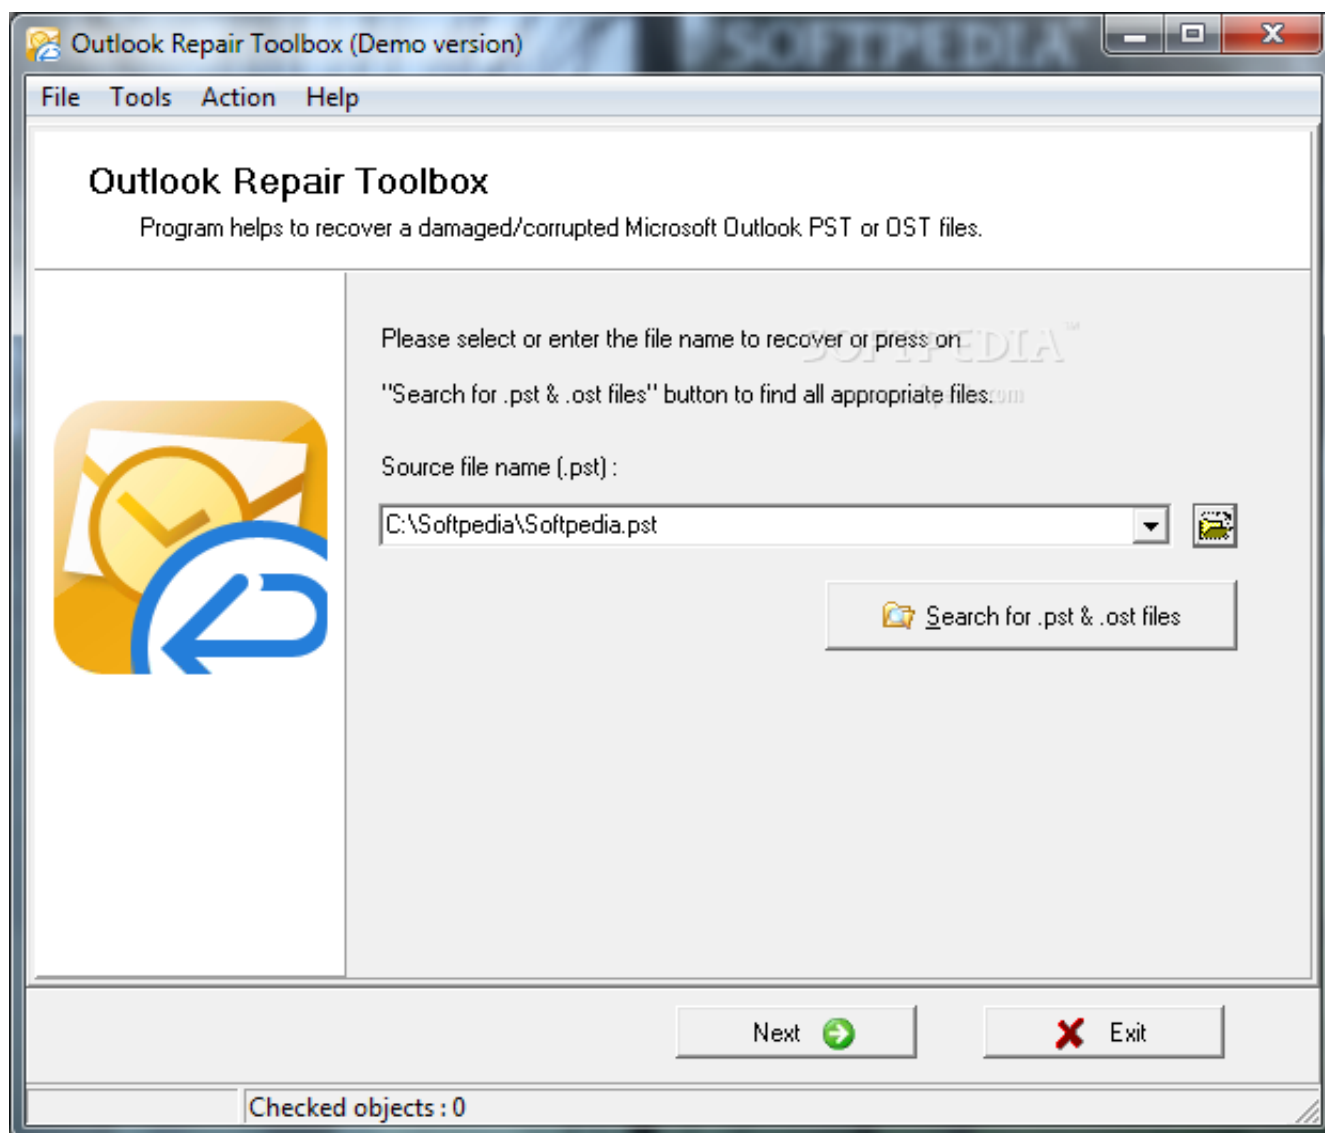 Outlook Repair Toolbox (Demo version)
SOFTPEDIA
File Tools Action Help
Outlook Repair Toolbox
Program helps to recover a damaged/corrupted Microsoft Outlook PST or OST files.
Please select or enter the file name to recover or press on
SOFTPEDIA™
"Search for .pst & .ost files" button to find all appropriate files.
Source file name (.pst) :
C:\Softpedia\Softpedia.pst
Search for .pst & .ost files
Next
Exit
Checked objects : 0